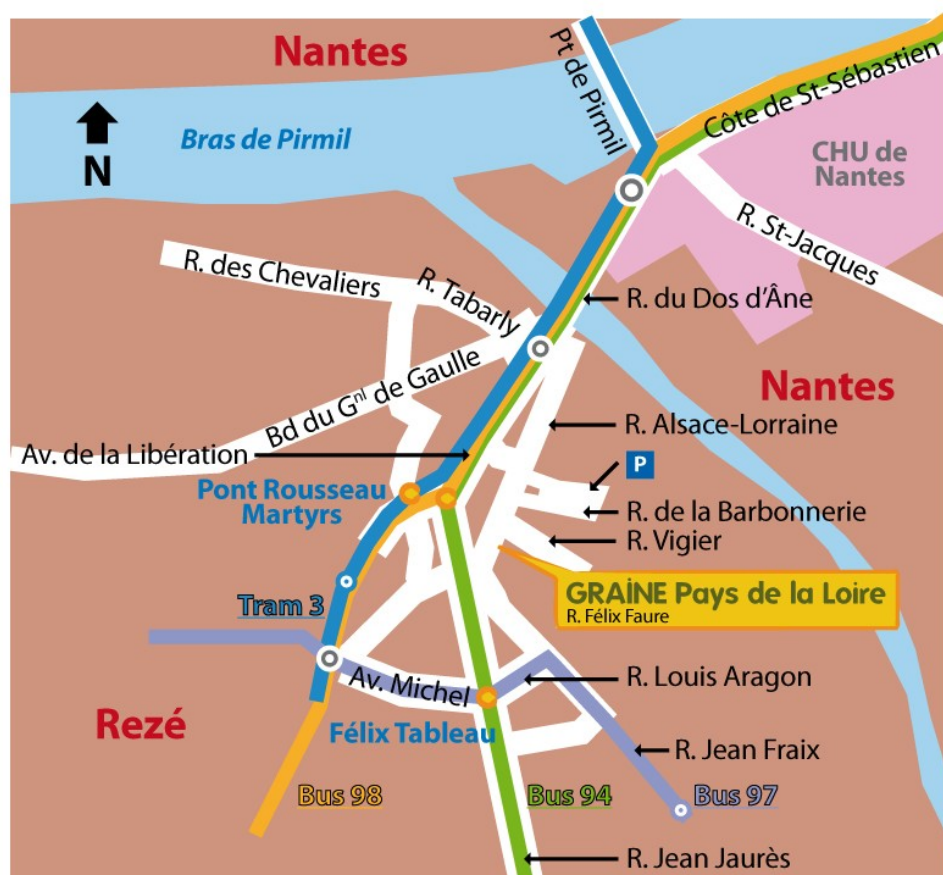 Nantes
Pt de Pirmil
Côte de St-Sébastien
Bras de Pirmil
N
CHU de
Nantes
R. St-Jacques
R. des Chevaliers
R. Tabarly
R. du Dos d'Âne
Nantes
Bd du Gnl de Gaulle
R. Alsace-Lorraine
Av. de la Libération
P
Pont Rousseau
Martyrs
R. de la Barbonnerie
R. Vigier
GRAINE Pays de la Loire
R. Félix Faure
Tram 3
Av. Michel
R. Louis Aragon
Rezé
Félix Tableau
R. Jean Fraix
Bus 98
Bus 94
Bus 97
R. Jean Jaurès